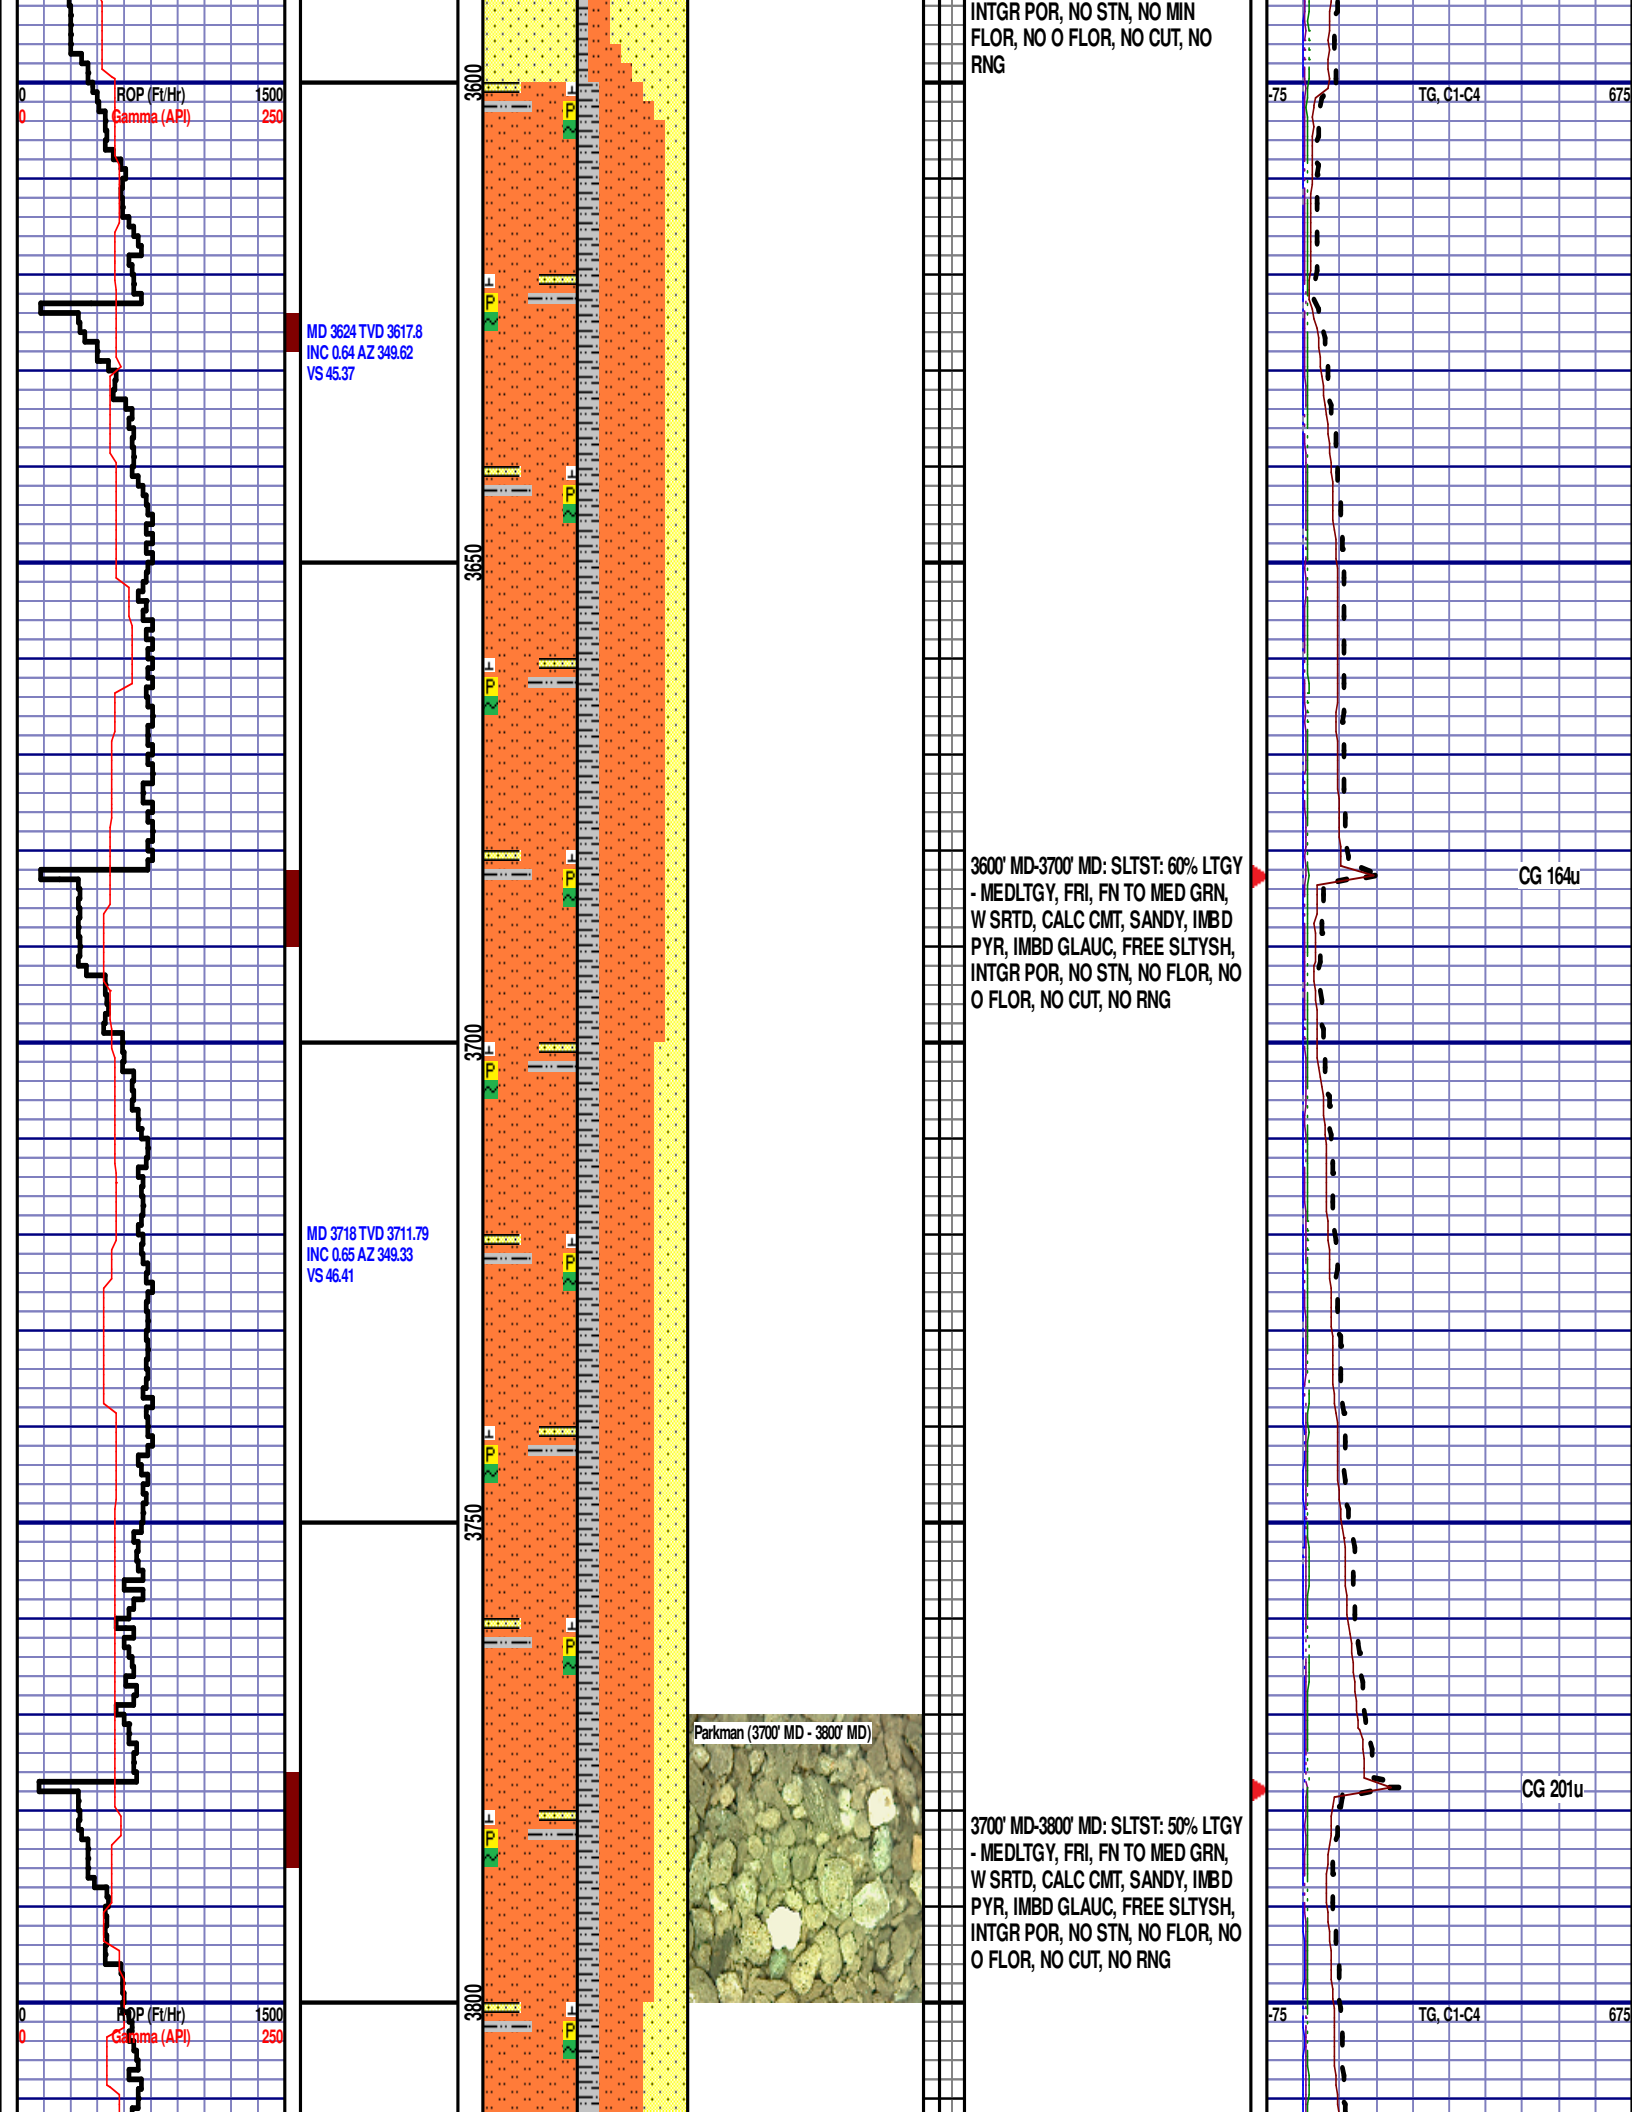 INTGR POR, NO STN, NO MIN
FLOR, NO O FLOR, NO CUT, NO
RNG
3600
0 ROP (Ft/Hr) 1500
0 Gamma (API) 250
-75 TG, C1-C4 675
P
P
MD 3624 TVD 3617.8
INC 0.64 AZ 349.62
VS 45.37
P
3650
P
3600' MD-3700' MD: SLTST: 60% LTGY
- MEDLTGY, FRI, FN TO MED GRN,
W SRTD, CALC CMT, SANDY, IMBD
PYR, IMBD GLAUC, FREE SLTYSH,
INTGR POR, NO STN, NO FLOR, NO
O FLOR, NO CUT, NO RNG
CG 164u
P
3700
P
MD 3718 TVD 3711.79
INC 0.65 AZ 349.33
VS 46.41
P
P
3750
P
Parkman (3700' MD - 3800' MD)
CG 201u
3700' MD-3800' MD: SLTST: 50% LTGY
- MEDLTGY, FRI, FN TO MED GRN,
W SRTD, CALC CMT, SANDY, IMBD
PYR, IMBD GLAUC, FREE SLTYSH,
INTGR POR, NO STN, NO FLOR, NO
O FLOR, NO CUT, NO RNG
P
3800
0 ROP (Ft/Hr) 1500
0 Gamma (API) 250
-75 TG, C1-C4 675
P